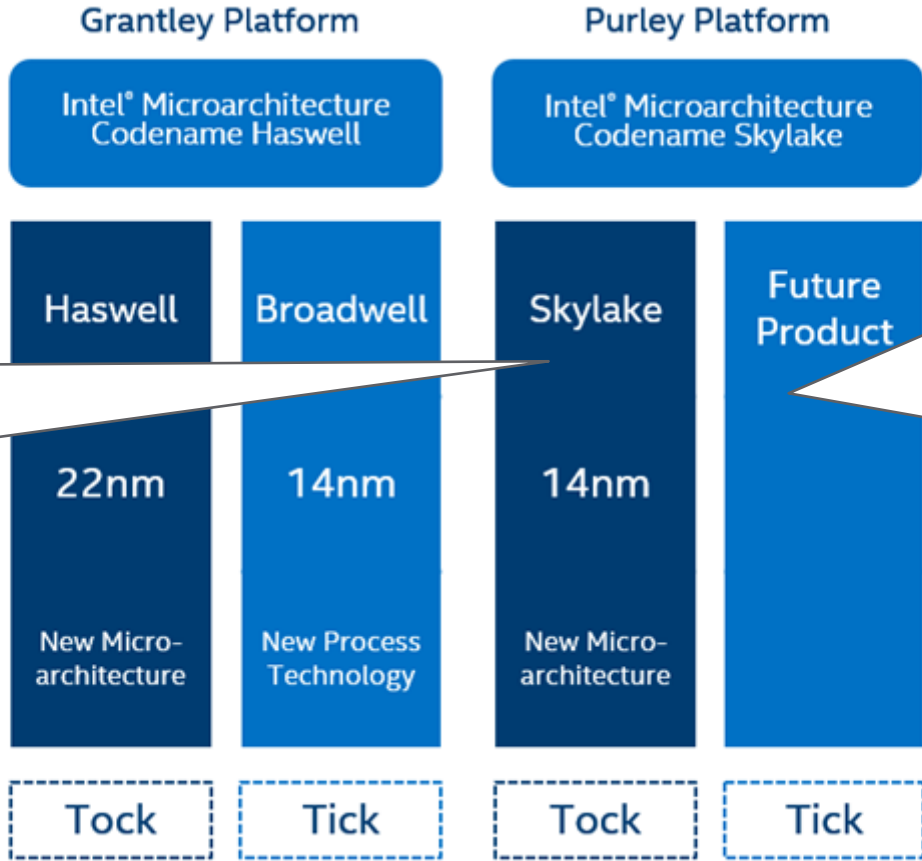 Grantley Platform
Purley Platform
Intel® Microarchitecture
Codename Haswell
Intel® Microarchitecture
Codename Skylake
Haswell
Broadwell
Skylake
Future
Product
22nm
14nm
14nm
New Micro-
architecture
New Process
Technology
New Micro-
architecture
Tock
Tick
Tock
Tick